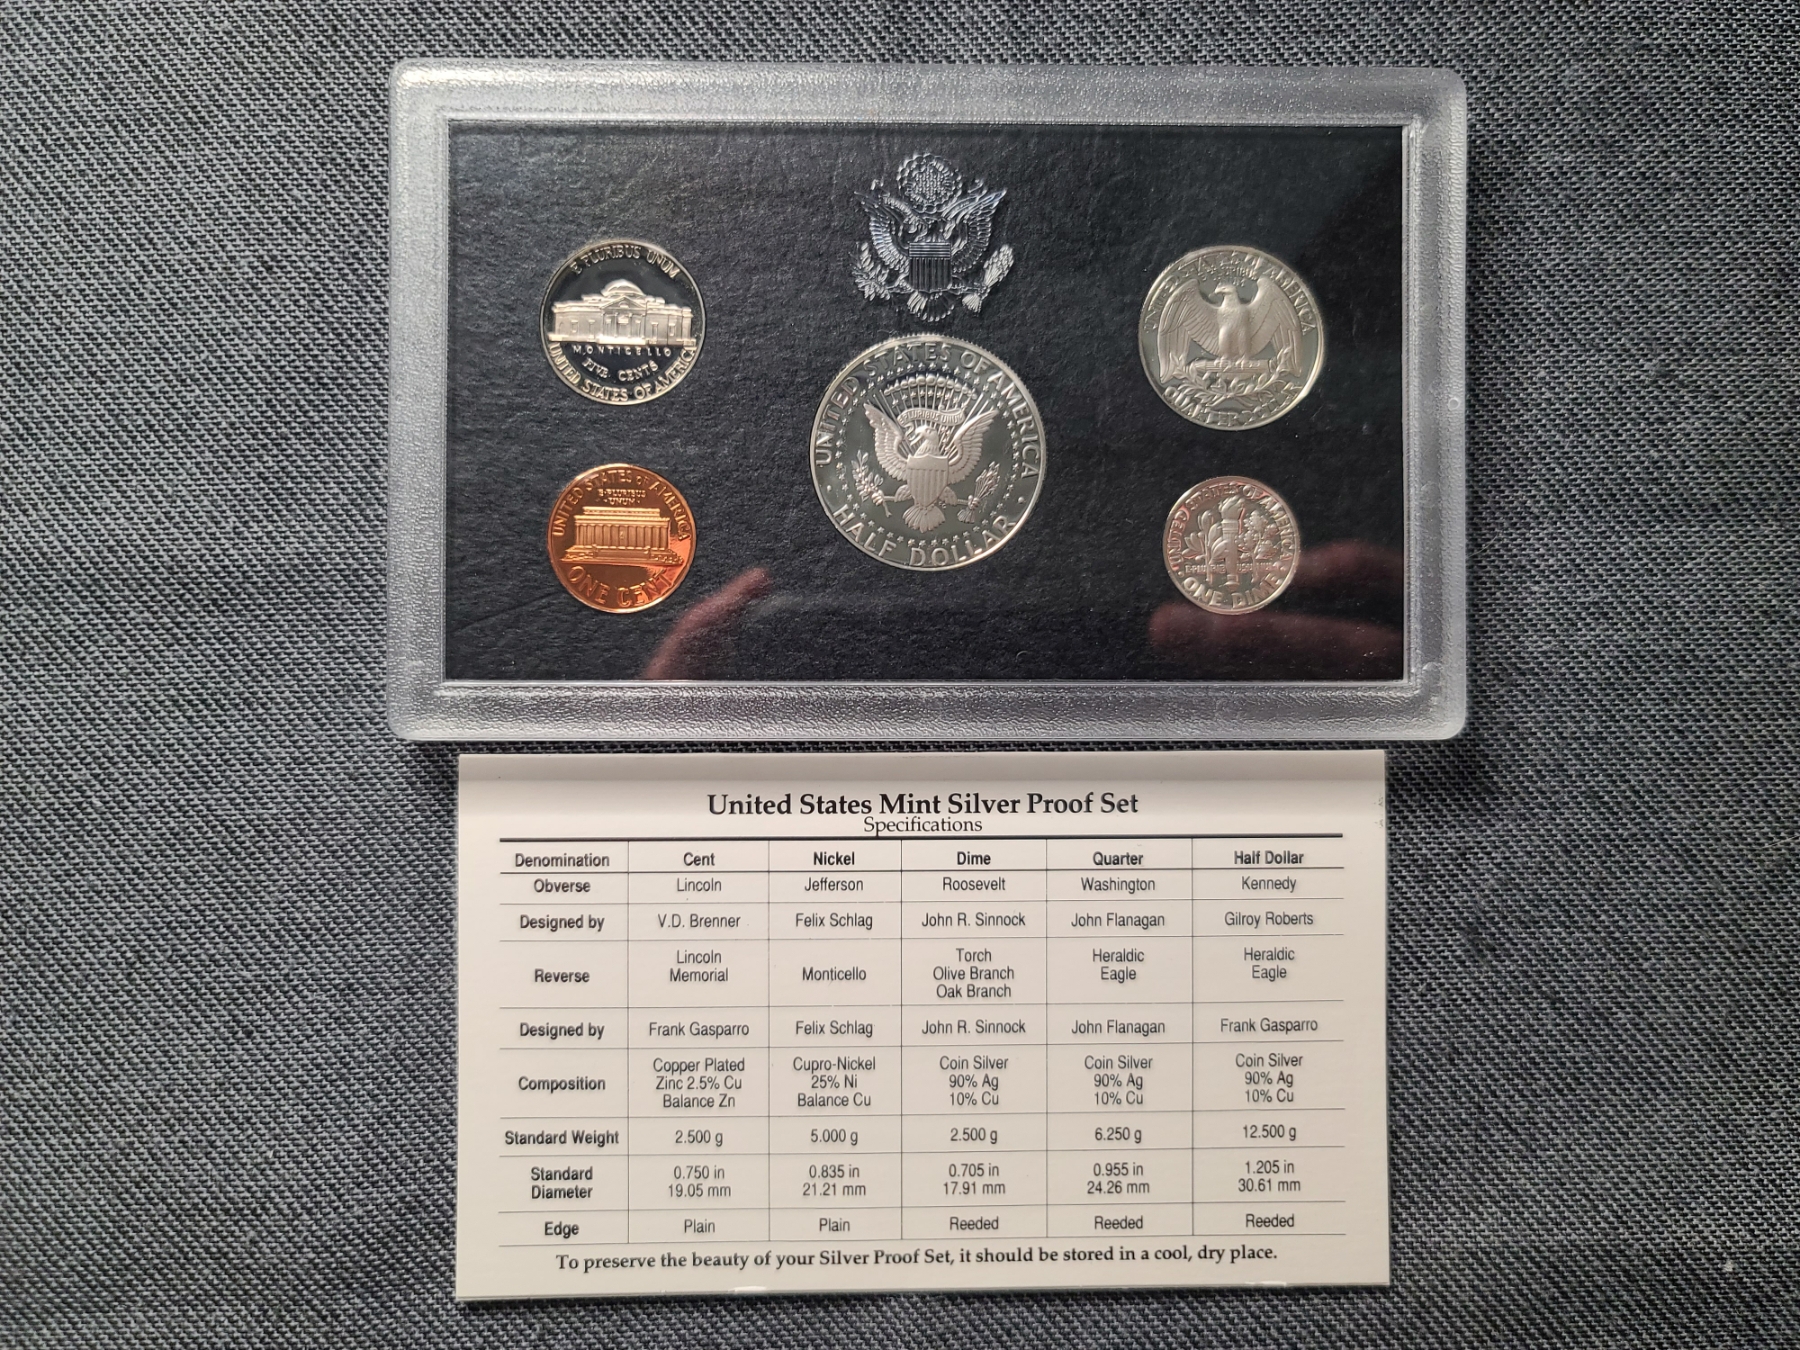 E PLURIBUS UNUM
MONTICELLO
FIVE CENTS
UNITED STATES OF AMERICA
UNITED STATES OF AMERICA
E PLURIBUS
UNUM
ONE CENT
UNITED STATES OF AMERICA
E PLURIBUS UNUM
HALF DOLLAR
UNITED STATES OF AMERICA
E PLURIBUS
QUARTER DOLLAR
UNITED STATES OF AMERICA
E PLURIBUS UNUM
ONE DIME
United States Mint Silver Proof Set
Specifications
Denomination Cent Nickel Dime Quarter Half Dollar
Obverse Lincoln Jefferson Roosevelt Washington Kennedy
Designed by V.D. Brenner Felix Schlag John R. Sinnock John Flanagan Gilroy Roberts
Reverse Lincoln Memorial Monticello Torch Olive Branch Oak Branch Heraldic Eagle Heraldic Eagle
Designed by Frank Gasparro Felix Schlag John R. Sinnock John Flanagan Frank Gasparro
Composition Copper Plated Zinc 2.5% Cu Balance Zn Cupro-Nickel 25% Ni Balance Cu Coin Silver 90% Ag 10% Cu Coin Silver 90% Ag 10% Cu Coin Silver 90% Ag 10% Cu
Standard Weight 2.500 g 5.000 g 2.500 g 6.250 g 12.500 g
Standard Diameter 0.750 in 19.05 mm 0.835 in 21.21 mm 0.705 in 17.91 mm 0.955 in 24.26 mm 1.205 in 30.61 mm
Edge Plain Plain Reeded Reeded Reeded
To preserve the beauty of your Silver Proof Set, it should be stored in a cool, dry place.